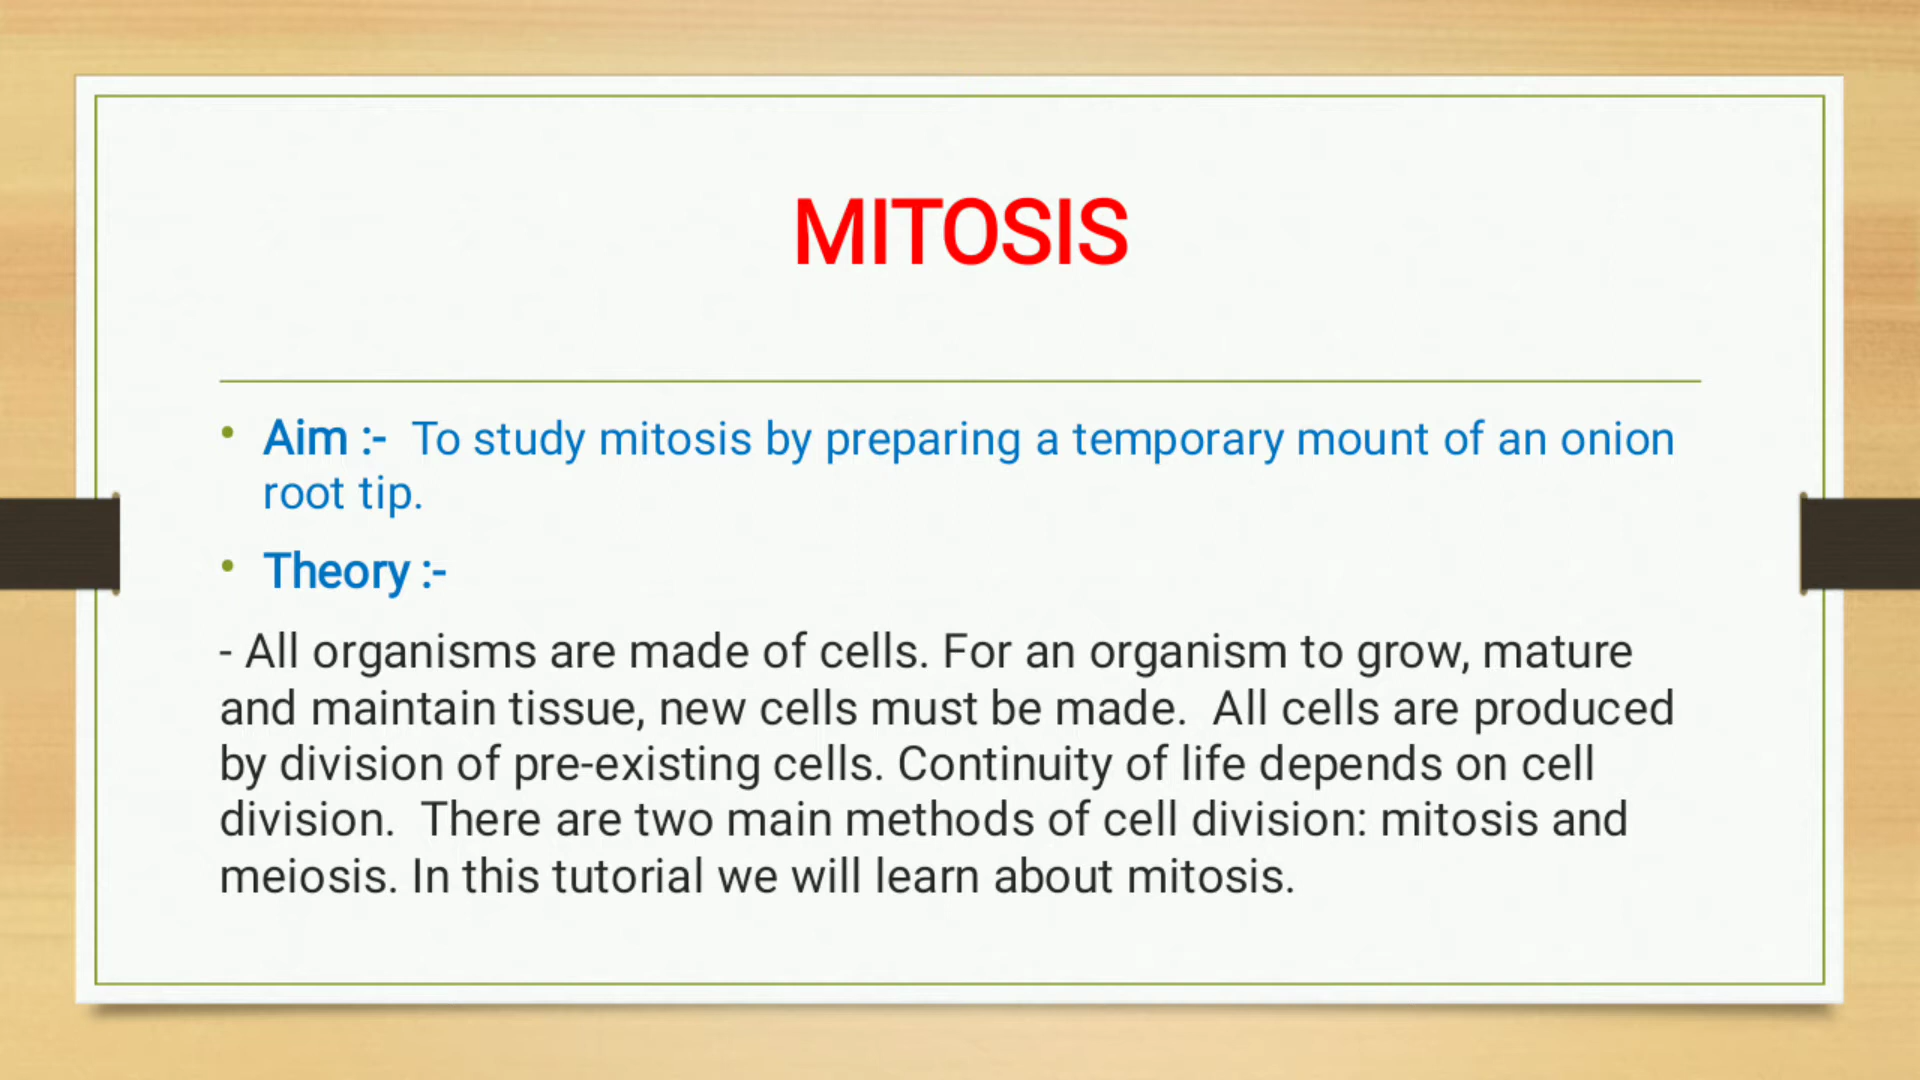 MITOSIS
• Aim :-  To study mitosis by preparing a temporary mount of an onion
root tip.
• Theory :-
- All organisms are made of cells. For an organism to grow, mature
and maintain tissue, new cells must be made.  All cells are produced
by division of pre-existing cells. Continuity of life depends on cell
division.  There are two main methods of cell division: mitosis and
meiosis. In this tutorial we will learn about mitosis.